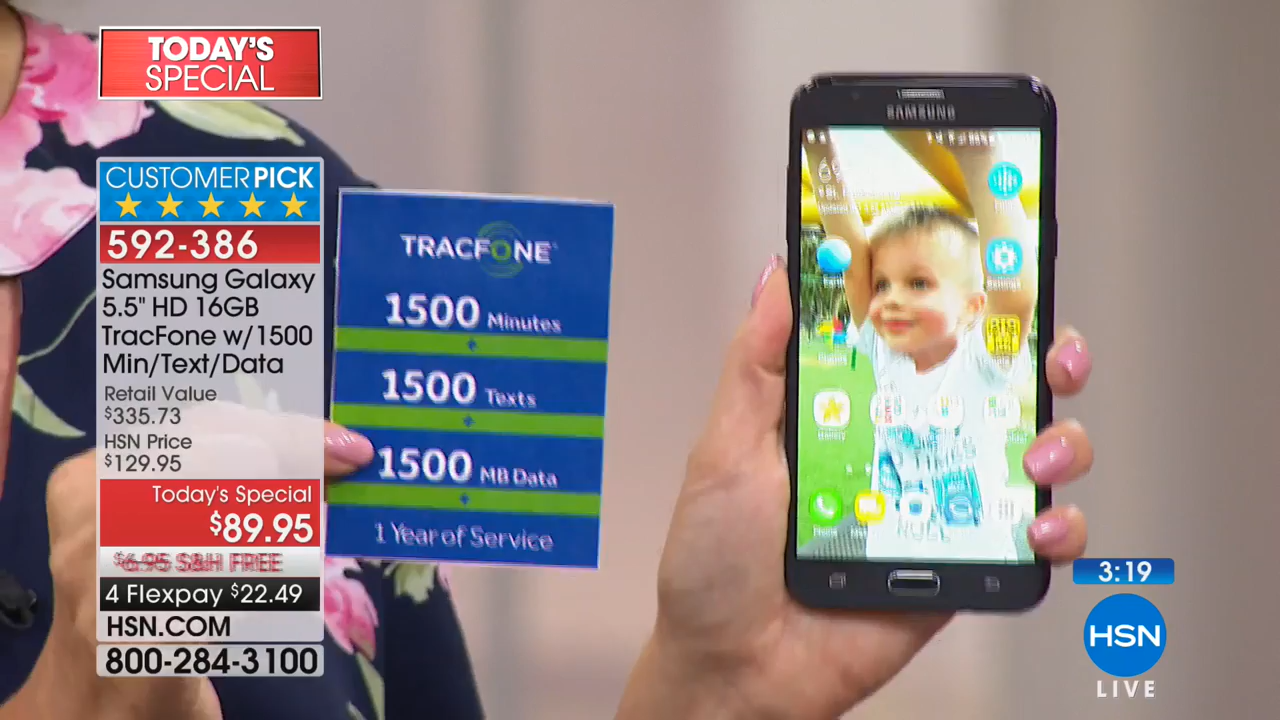 TODAY'S
SPECIAL
CUSTOMER PICK
592-386
Samsung Galaxy
5.5" HD 16GB
TracFone w/1500
Min/Text/Data
Retail Value
$335.73
HSN Price
$129.95
Today's Special
$89.95
$6.95 S&H FREE
4 Flexpay $22.49
HSN.COM
800-284-3100
TRACFONE
1500 Minutes
+
1500 Texts
+
1500 MB Data
+
1 Year of Service
SAMSUNG
Settings
Gallery
Phone
3:19
HSN
LIVE